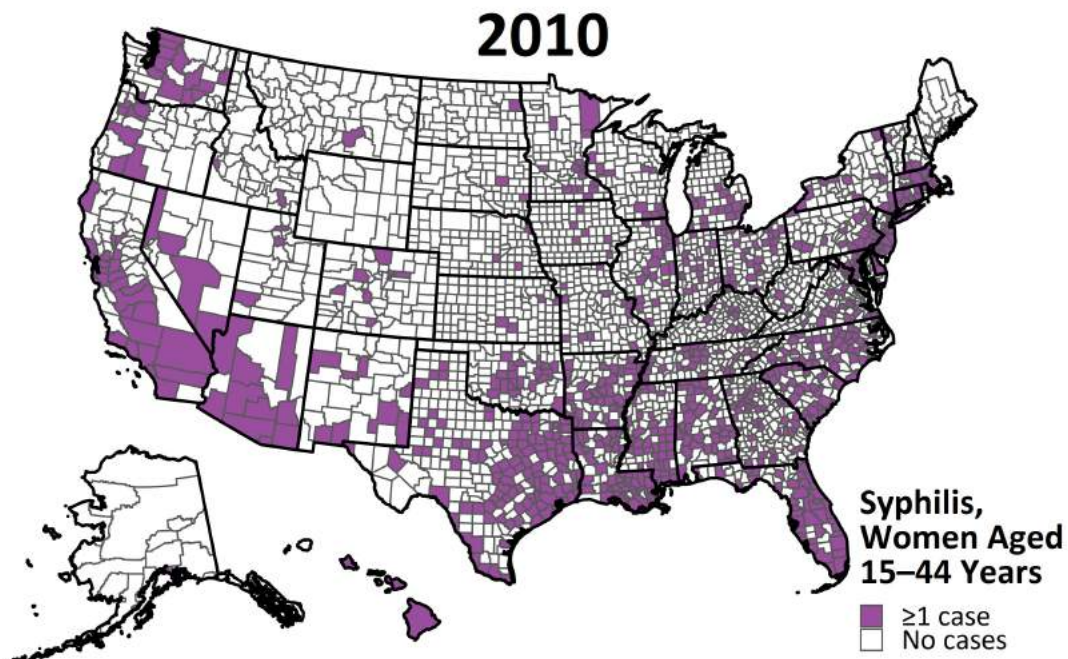 2010
Syphilis,
Women Aged
15–44 Years
≥1 case
No cases